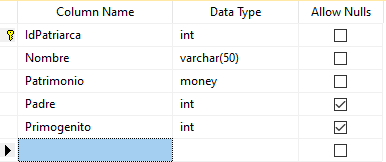 Column Name Data Type Allow Nulls
IdPatriarca int
Nombre varchar(50)
Patrimonio money
Padre int
Primogenito int